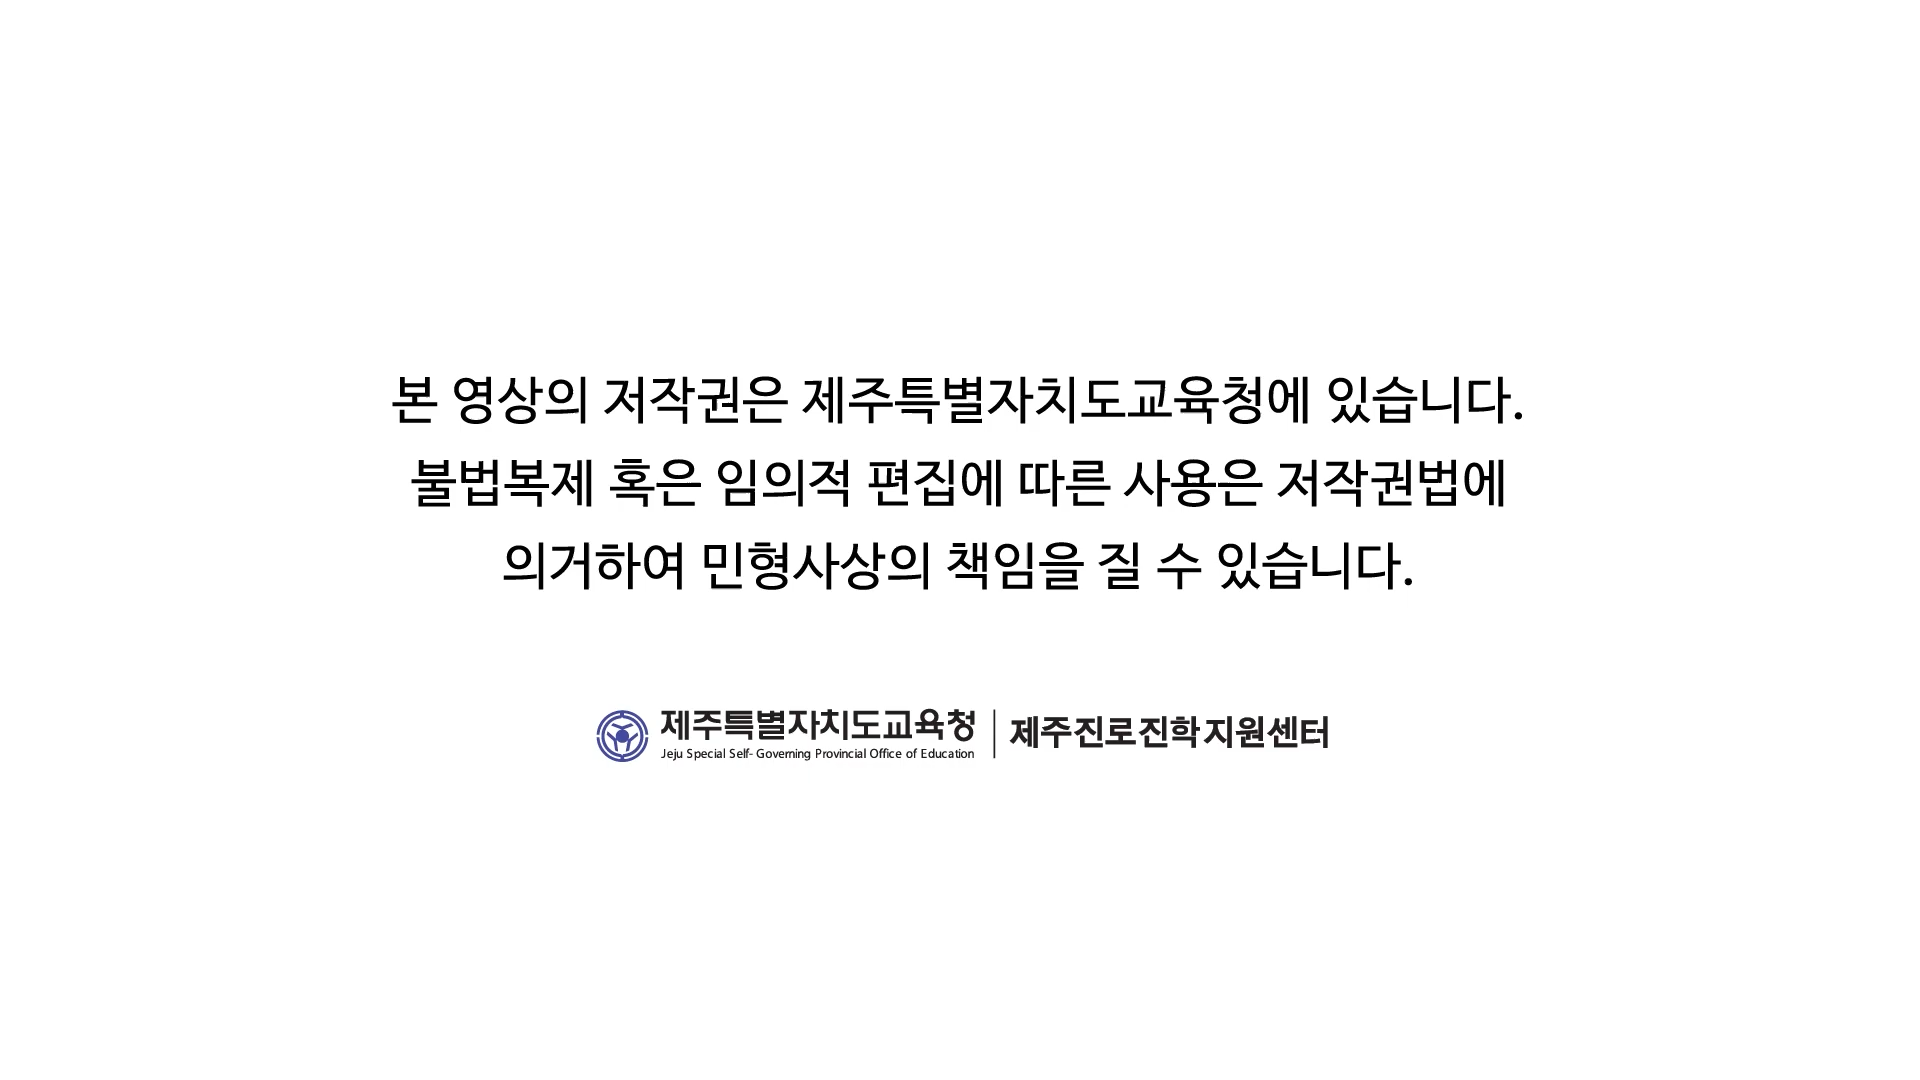 본 영상의 저작권은 제주특별자치도교육청에 있습니다.
불법복제 혹은 임의적 편집에 따른 사용은 저작권법에
의거하여 민형사상의 책임을 질 수 있습니다.
제주특별자치도교육청
Jeju Special Self- Governing Provincial Office of Education
제주진로진학지원센터